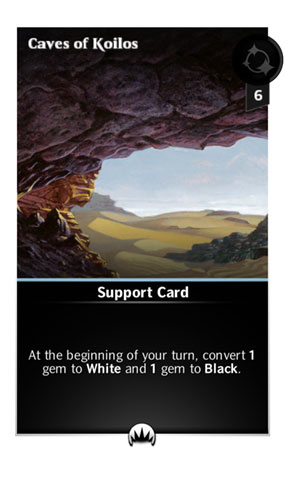 Caves of Koilos
6
Support Card
At the beginning of your turn, convert 1
gem to White and 1 gem to Black.